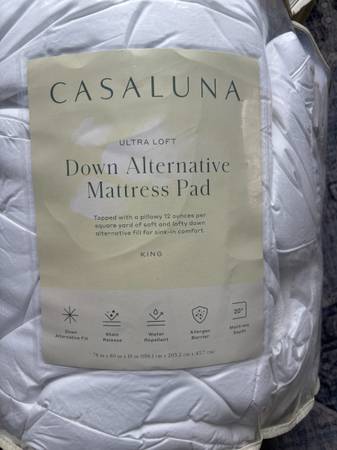 CASALUNA
ULTRA LOFT
Down Alternative
Mattress Pad
Topped with a pillowy 12 ounces per
square yard of soft and lofty down
alternative fill for sink-in comfort.
KING
Down
Alternative Fill
Stain
Release
Water
Repellent
Allergen
Barrier
20"
Mattress
Depth